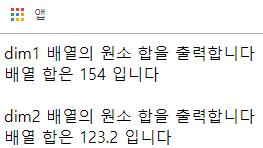 앱
dim1 배열의 원소 합을 출력합니다
배열 합은 154 입니다
dim2 배열의 원소 합을 출력합니다
배열 합은 123.2 입니다